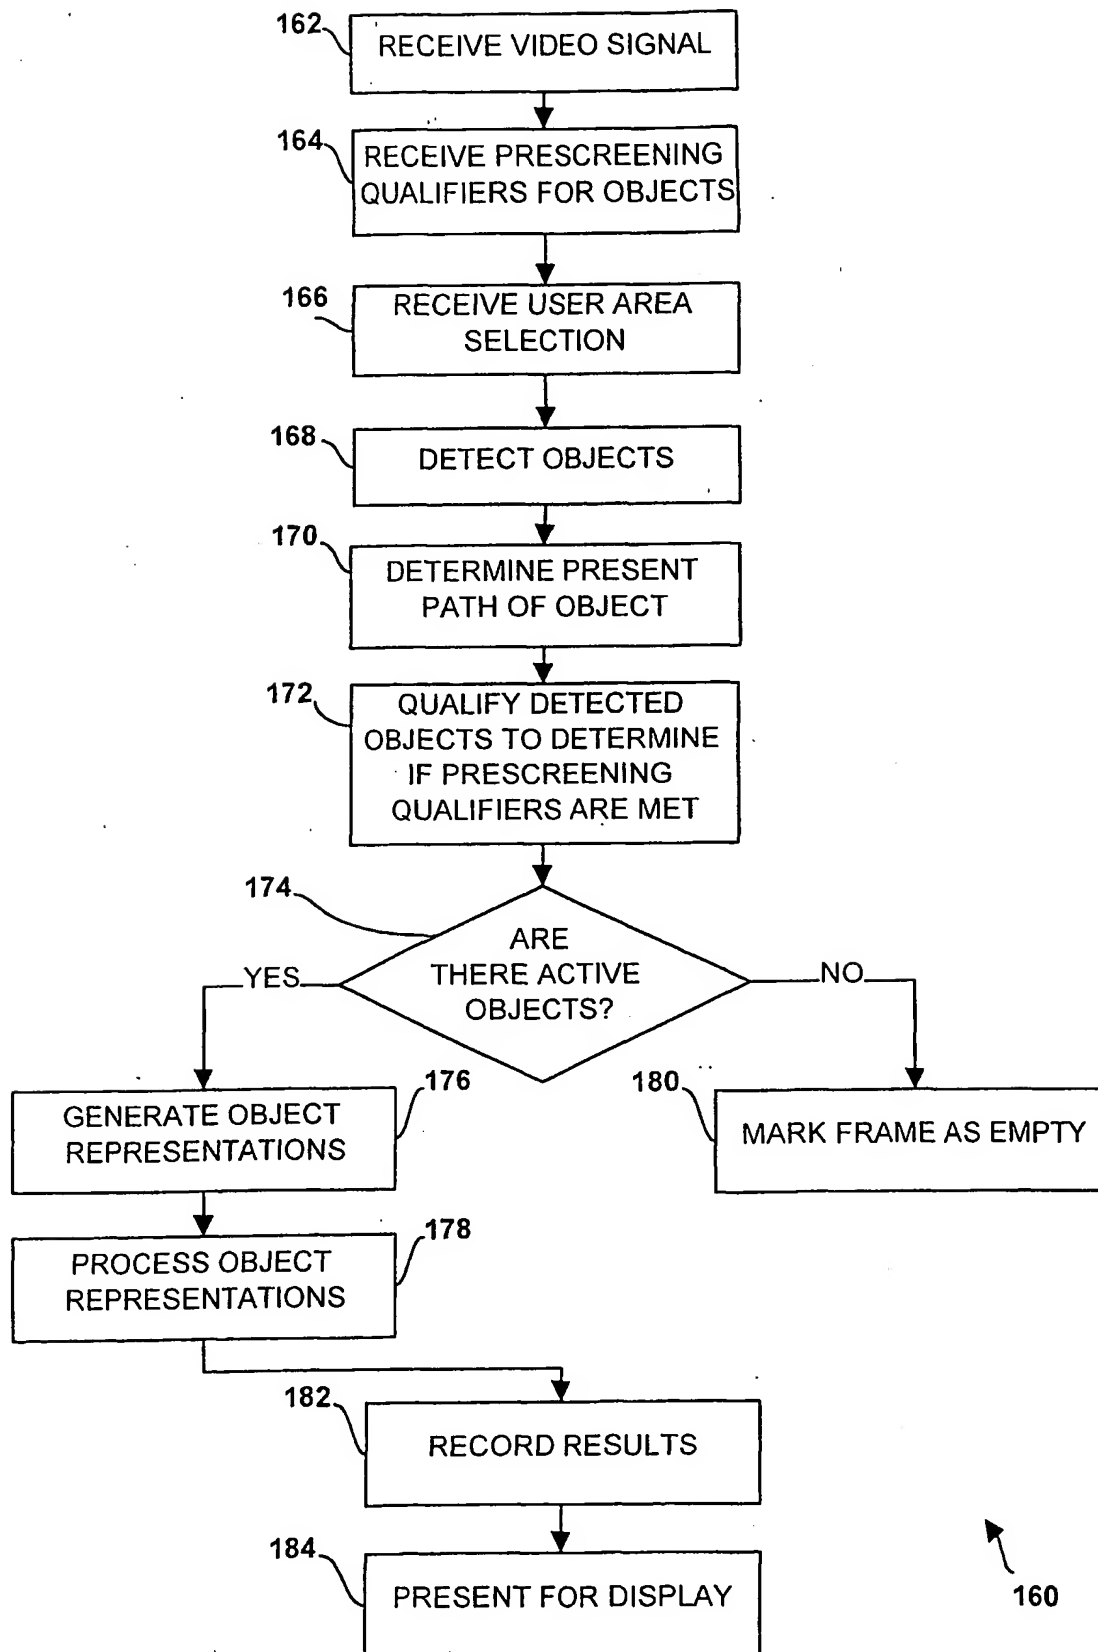 162
RECEIVE VIDEO SIGNAL
164
RECEIVE PRESCREENING
QUALIFIERS FOR OBJECTS
166
RECEIVE USER AREA
SELECTION
168
DETECT OBJECTS
170
DETERMINE PRESENT
PATH OF OBJECT
172
QUALIFY DETECTED
OBJECTS TO DETERMINE
IF PRESCREENING
QUALIFIERS ARE MET
174
ARE
THERE ACTIVE
OBJECTS?
YES
NO
176
GENERATE OBJECT
REPRESENTATIONS
180
MARK FRAME AS EMPTY
178
PROCESS OBJECT
REPRESENTATIONS
182
RECORD RESULTS
184
PRESENT FOR DISPLAY
160